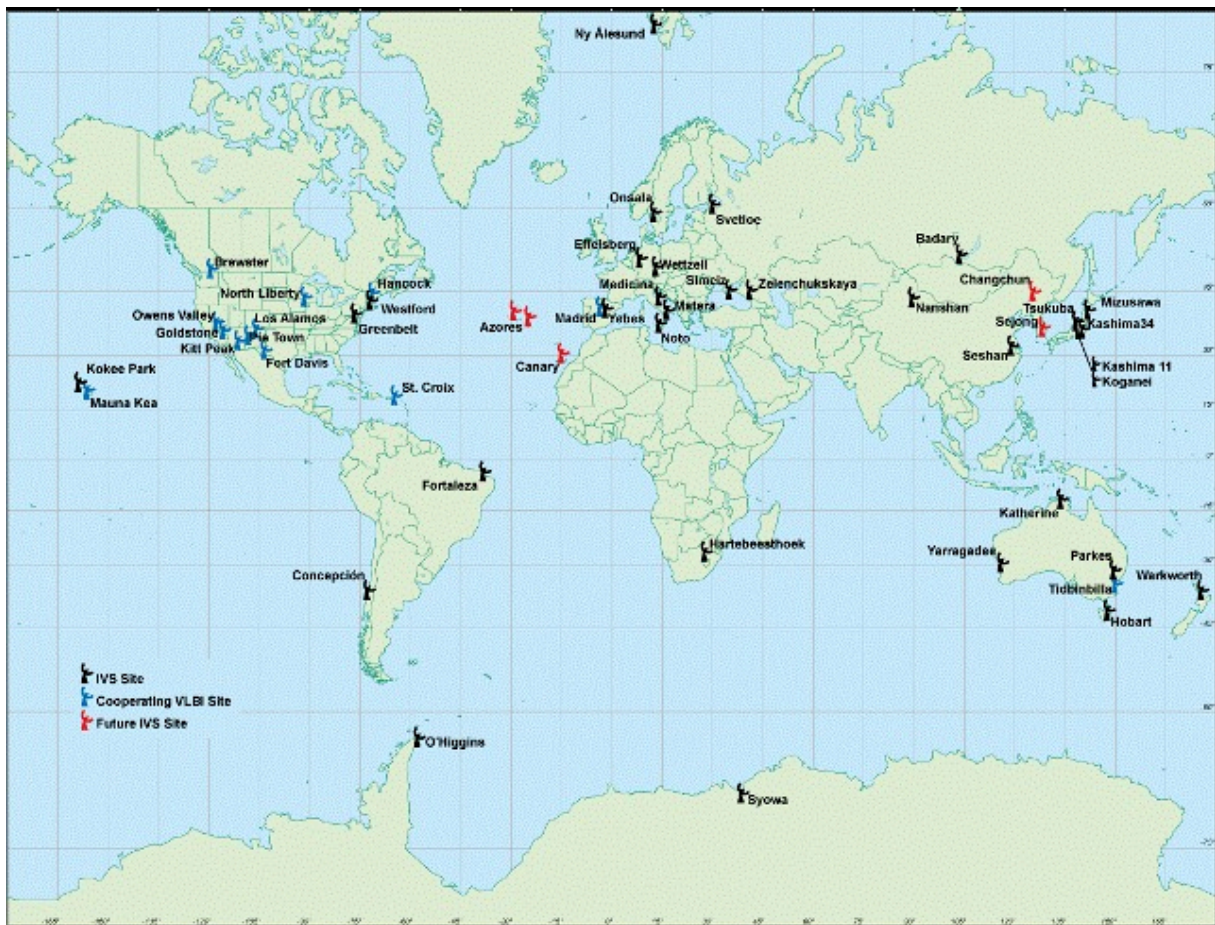 Ny Ålesund
Onsala
Svetloe
Effelsberg
Wettzell
Badary
Brewster
Medicina
Simeiz
Zelenchukskaya
Changchun
North Liberty
Hancock
Westford
Nanshan
Tsukuba
Mizusawa
Owens Valley
Los Alamos
Greenbelt
Azores
Madrid
Yebes
Matera
Sejong
Kashima34
Goldstone
Pie Town
Noto
Kitt Peak
Fort Davis
Canary
Seshan
Kashima 11
Kokee Park
Koganei
Mauna Kea
St. Croix
Fortaleza
Katherine
Hartebeesthoek
Yarragadee
Parkes
Concepción
Warkworth
Tidbinbilla
Hobart
IVS Site
Cooperating VLBI Site
Future IVS Site
O'Higgins
Syowa